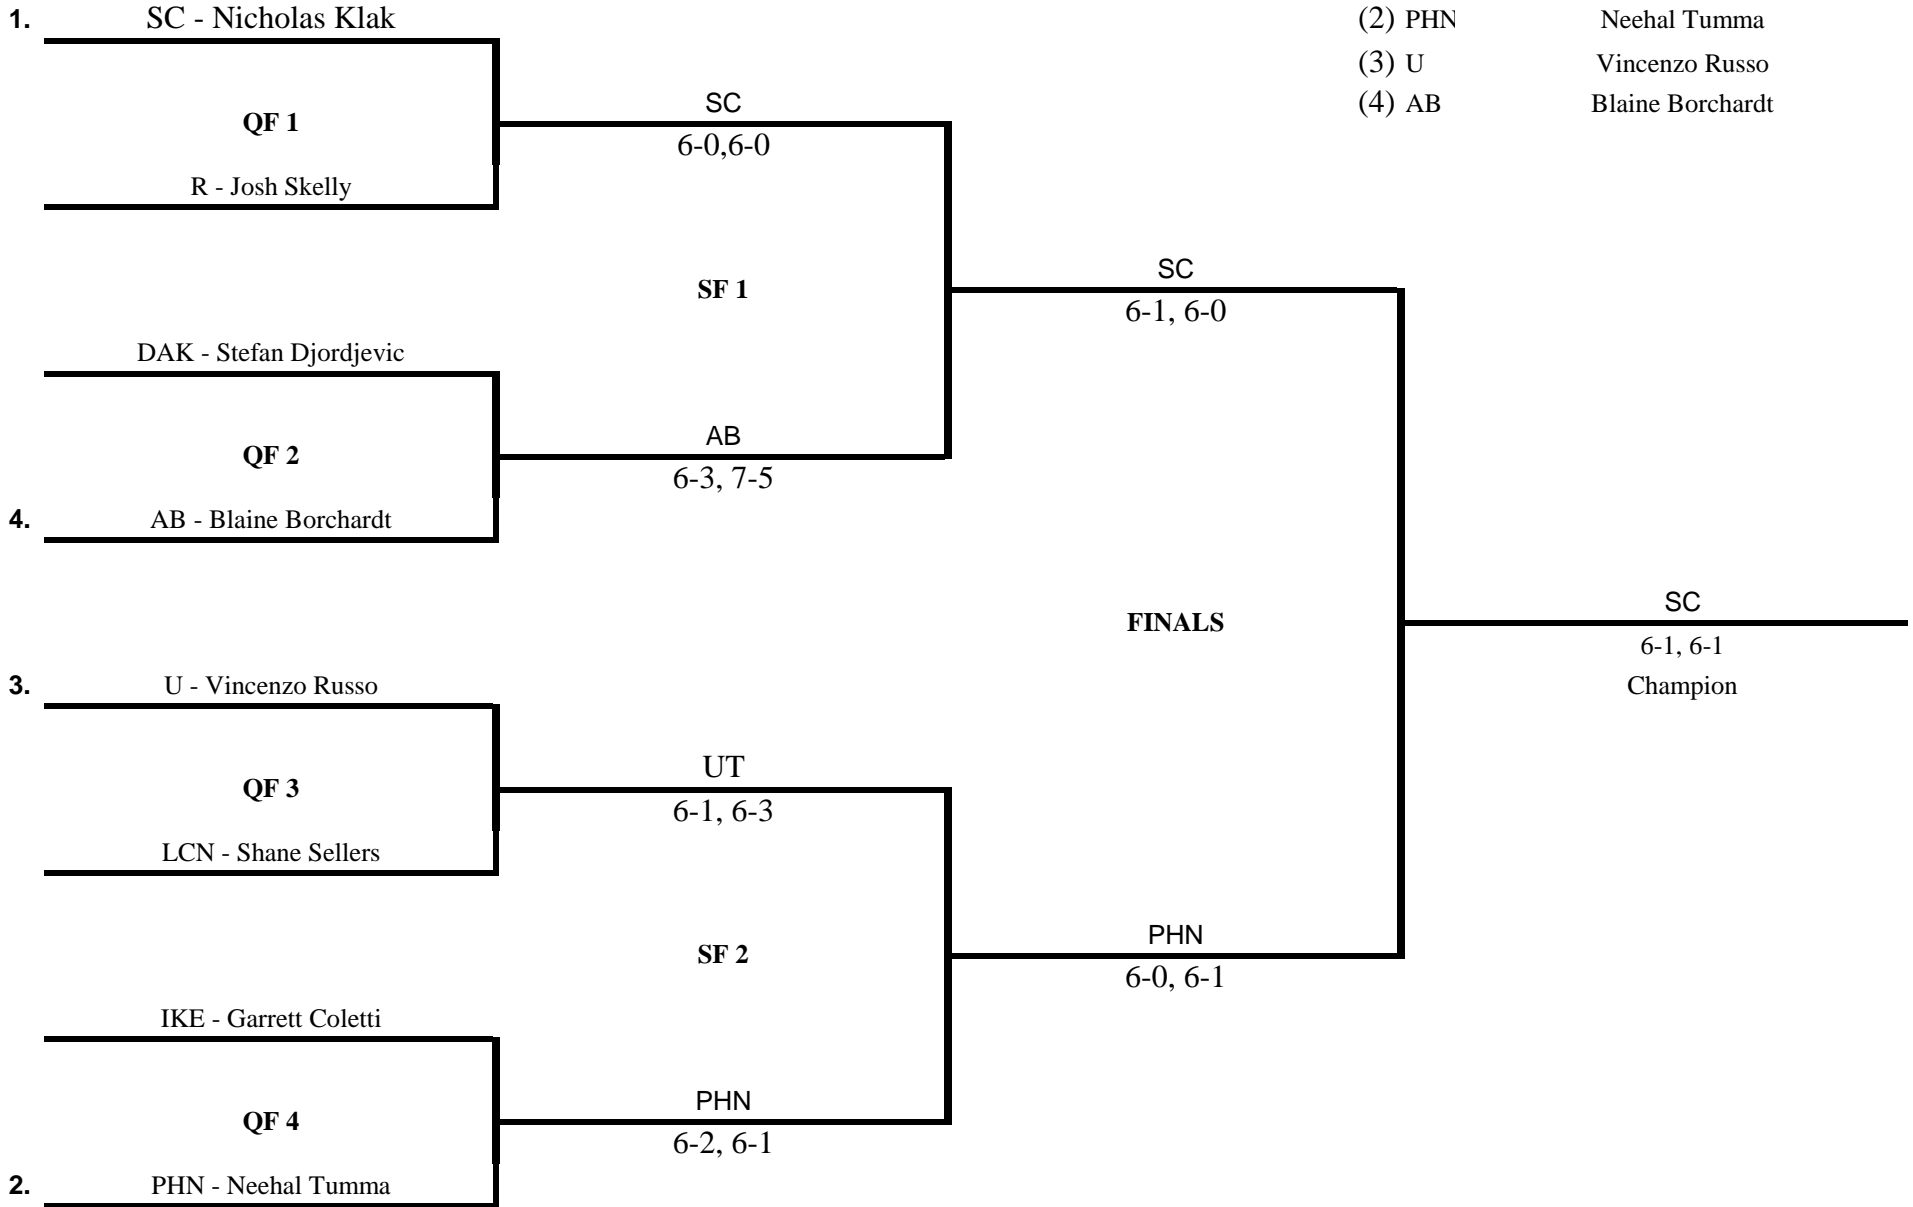 1. SC - Nicholas Klak
(2) PHN Neehal Tumma
(3) U Vincenzo Russo
(4) AB Blaine Borchardt
QF 1
SC
6-0,6-0
R - Josh Skelly
SF 1
SC
6-1, 6-0
DAK - Stefan Djordjevic
QF 2
AB
6-3, 7-5
4. AB - Blaine Borchardt
FINALS
SC
6-1, 6-1
Champion
3. U - Vincenzo Russo
QF 3
UT
6-1, 6-3
LCN - Shane Sellers
SF 2
PHN
6-0, 6-1
IKE - Garrett Coletti
QF 4
PHN
6-2, 6-1
2. PHN - Neehal Tumma